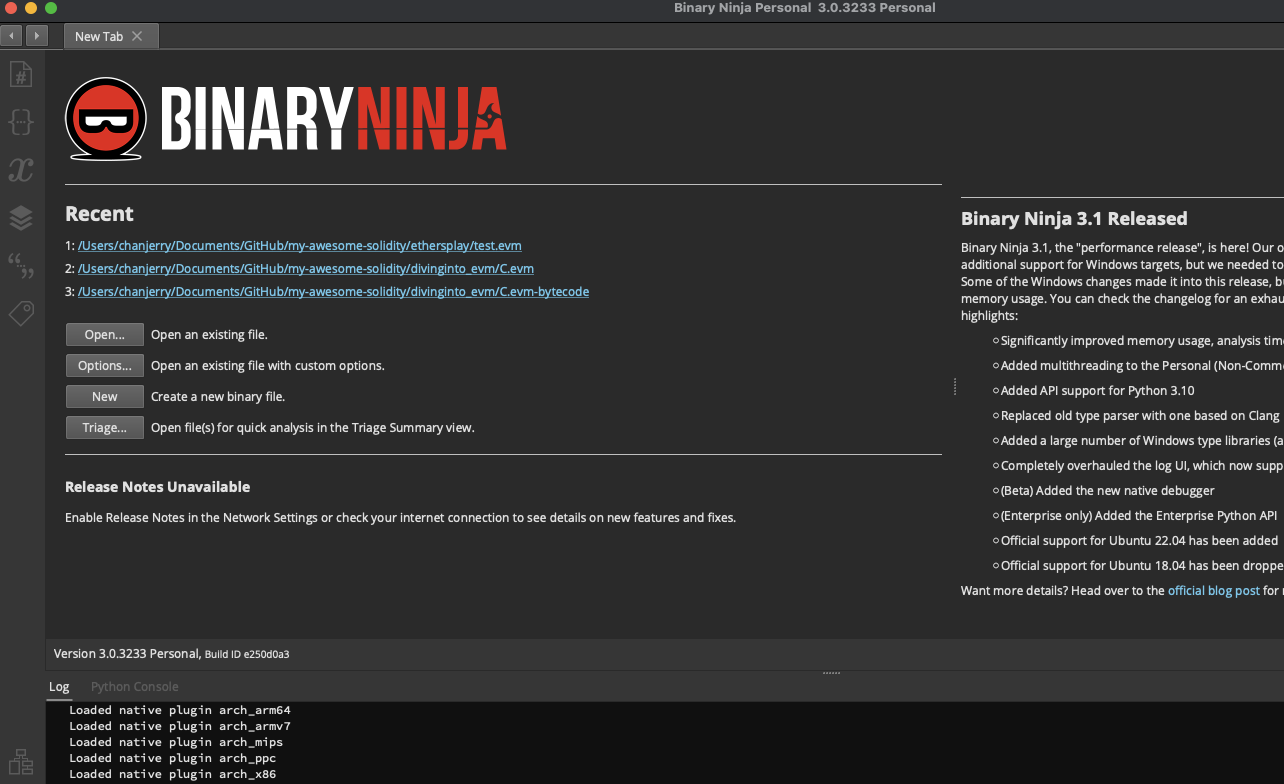 Binary Ninja Personal 3.0.3233 Personal
New Tab
BINARYNINJA
Recent
1: /Users/chanjerry/Documents/GitHub/my-awesome-solidity/ethersplay/test.evm
2: /Users/chanjerry/Documents/GitHub/my-awesome-solidity/divinginto_evm/C.evm
3: /Users/chanjerry/Documents/GitHub/my-awesome-solidity/divinginto_evm/C.evm-bytecode
Open... Open an existing file.
Options... Open an existing file with custom options.
New Create a new binary file.
Triage... Open file(s) for quick analysis in the Triage Summary view.
Release Notes Unavailable
Enable Release Notes in the Network Settings or check your internet connection to see details on new features and fixes.
Binary Ninja 3.1 Released
Binary Ninja 3.1, the "performance release", is here! Our o
additional support for Windows targets, but we needed to
Some of the Windows changes made it into this release, bu
memory usage. You can check the changelog for an exhau
highlights:
Significantly improved memory usage, analysis time
Added multithreading to the Personal (Non-Comme
Added API support for Python 3.10
Replaced old type parser with one based on Clang
Added a large number of Windows type libraries (a
Completely overhauled the log UI, which now supp
(Beta) Added the new native debugger
(Enterprise only) Added the Enterprise Python API
Official support for Ubuntu 22.04 has been added
Official support for Ubuntu 18.04 has been droppe
Want more details? Head over to the official blog post for
Version 3.0.3233 Personal, Build ID e250d0a3
Log Python Console
Loaded native plugin arch_arm64
Loaded native plugin arch_armv7
Loaded native plugin arch_mips
Loaded native plugin arch_ppc
Loaded native plugin arch_x86